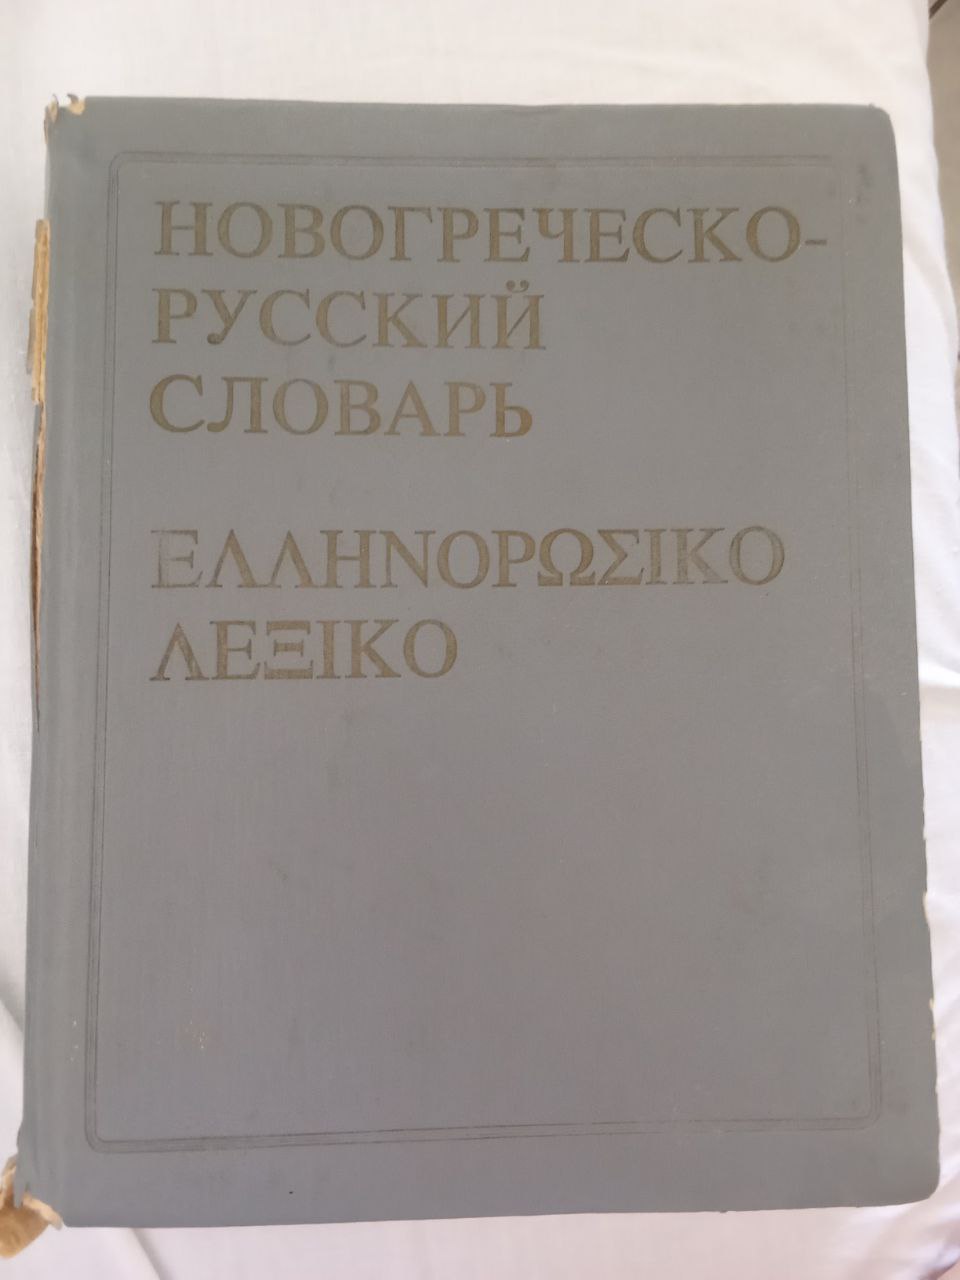 НОВОГРЕЧЕСКО-
РУССКИЙ
СЛОВАРЬ
ΕΛΛΗΝΟΡΩΣΙΚΟ
ΛΕΞΙΚΟ